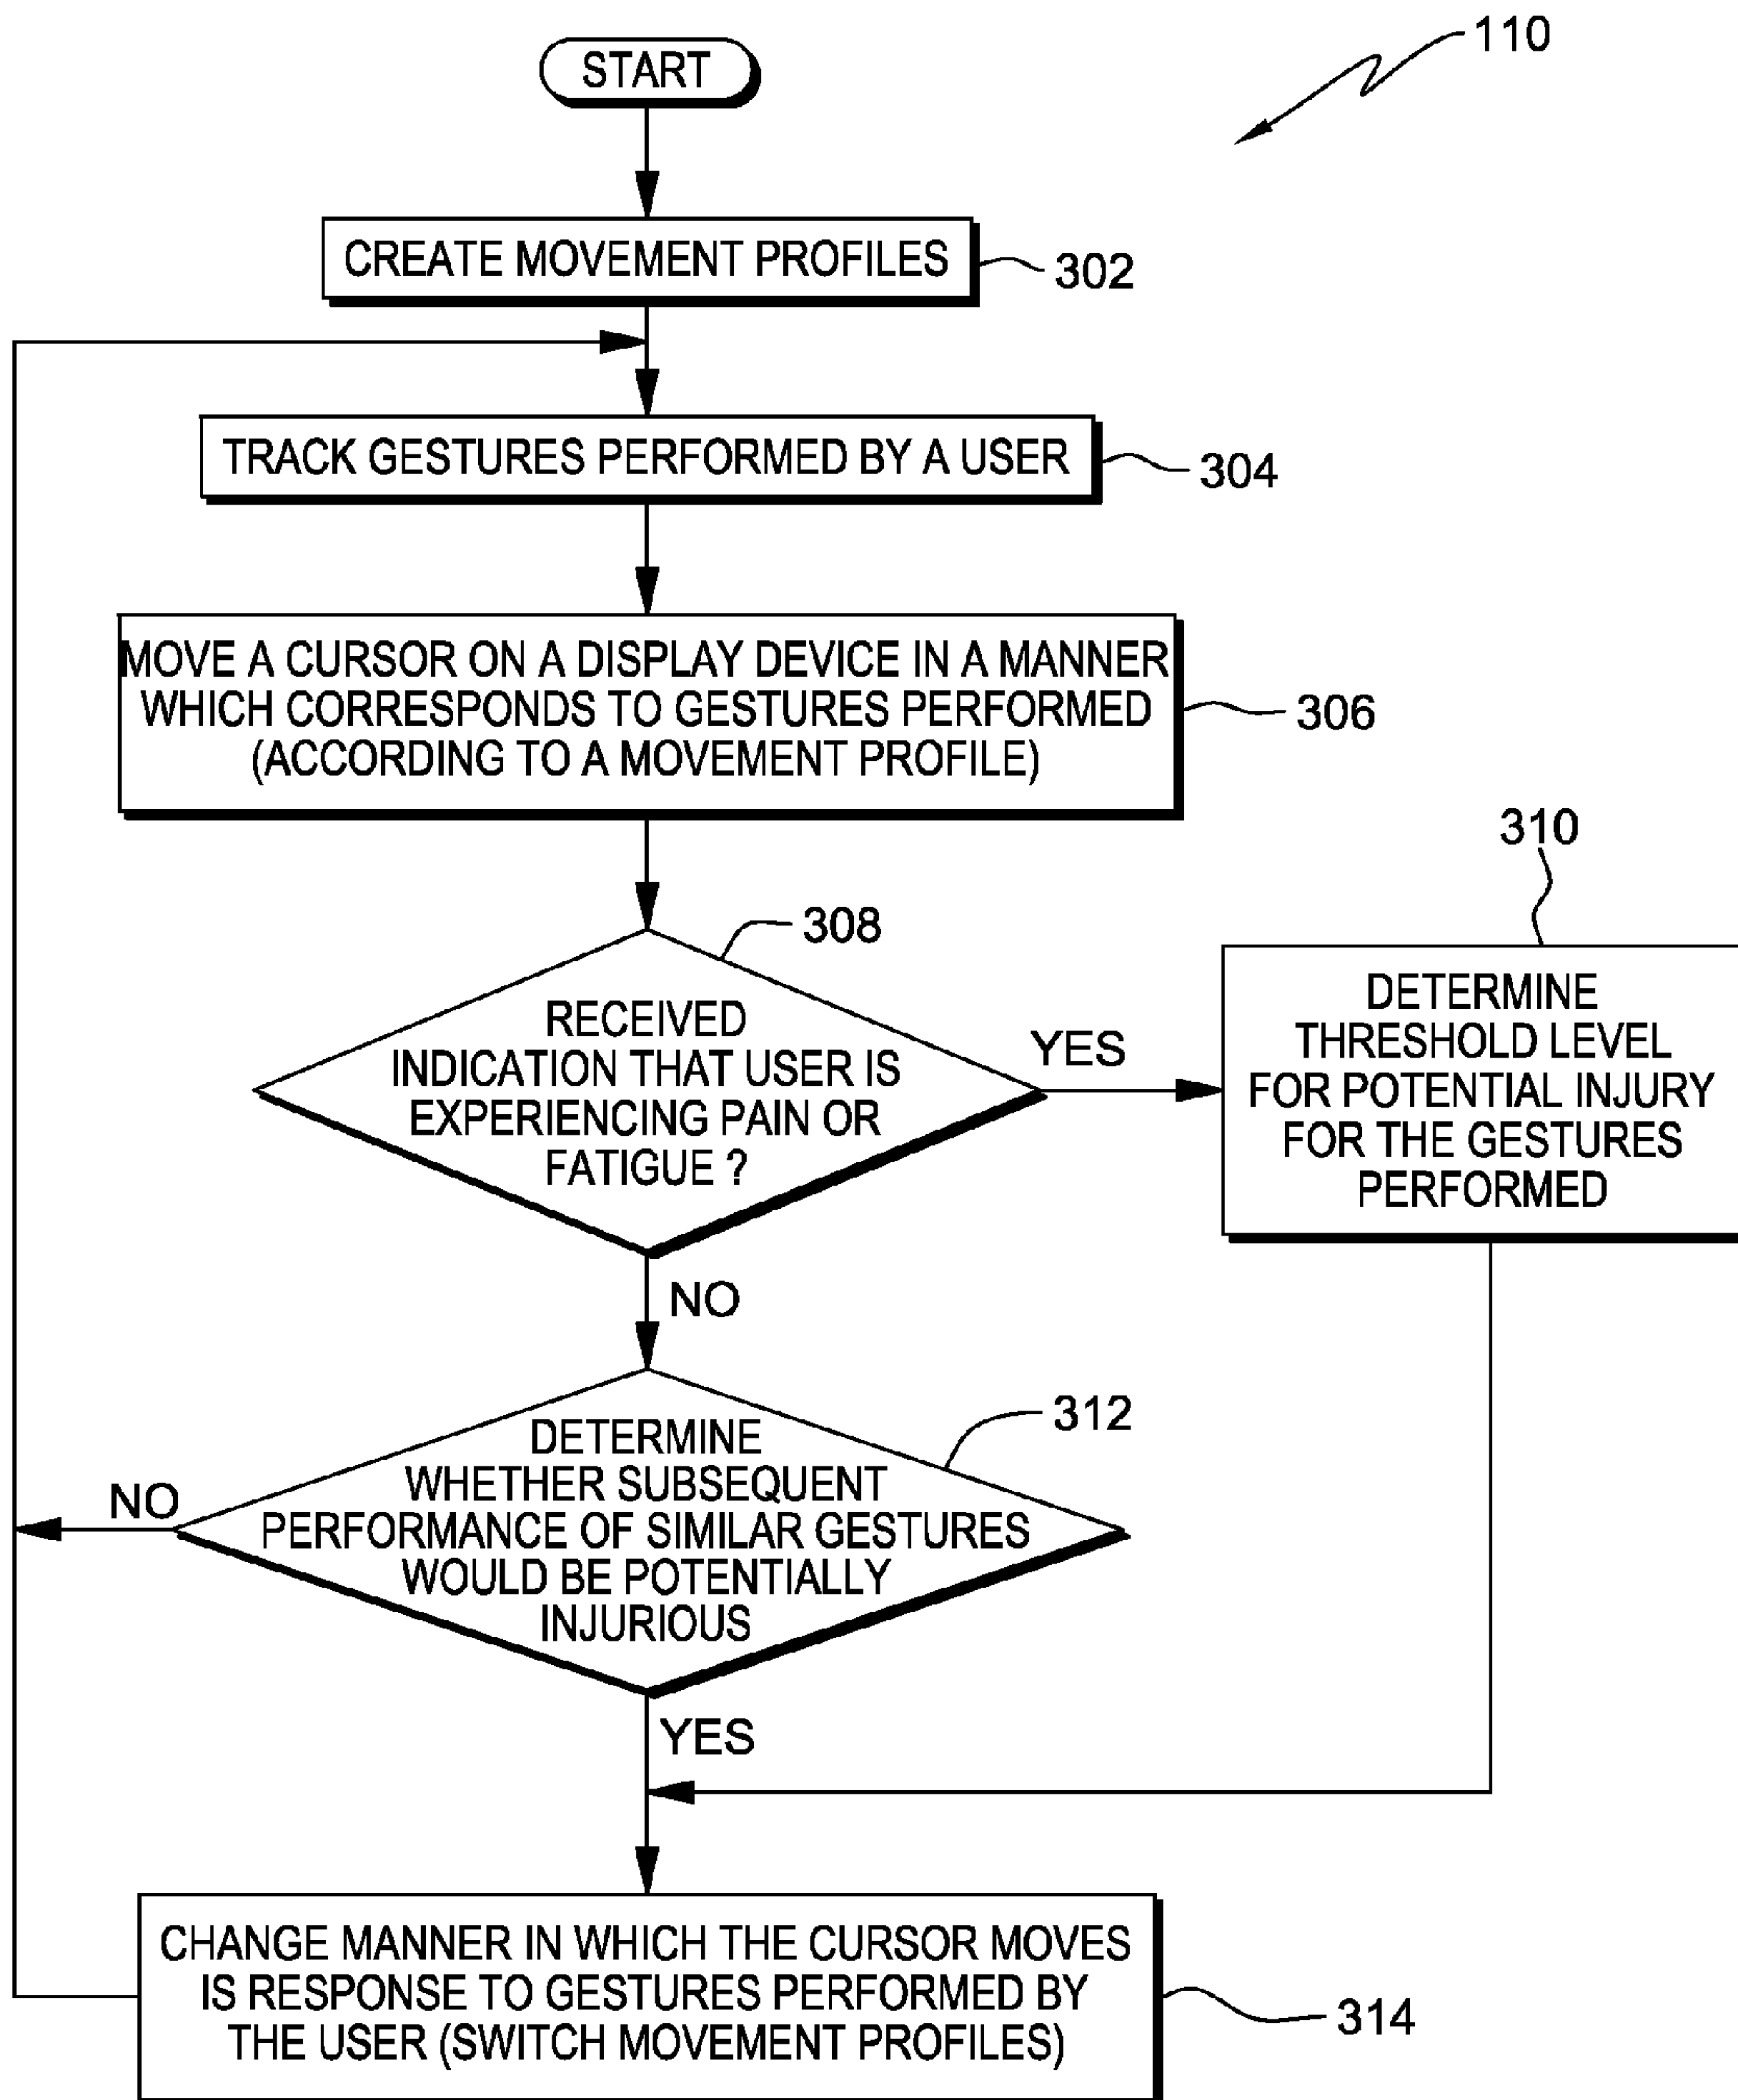 110
START
CREATE MOVEMENT PROFILES
302
TRACK GESTURES PERFORMED BY A USER
304
MOVE A CURSOR ON A DISPLAY DEVICE IN A MANNER
WHICH CORRESPONDS TO GESTURES PERFORMED
(ACCORDING TO A MOVEMENT PROFILE)
306
308
RECEIVED
INDICATION THAT USER IS
EXPERIENCING PAIN OR
FATIGUE ?
YES
310
DETERMINE
THRESHOLD LEVEL
FOR POTENTIAL INJURY
FOR THE GESTURES
PERFORMED
NO
312
DETERMINE
WHETHER SUBSEQUENT
PERFORMANCE OF SIMILAR GESTURES
WOULD BE POTENTIALLY
INJURIOUS
NO
YES
CHANGE MANNER IN WHICH THE CURSOR MOVES
IS RESPONSE TO GESTURES PERFORMED BY
THE USER (SWITCH MOVEMENT PROFILES)
314